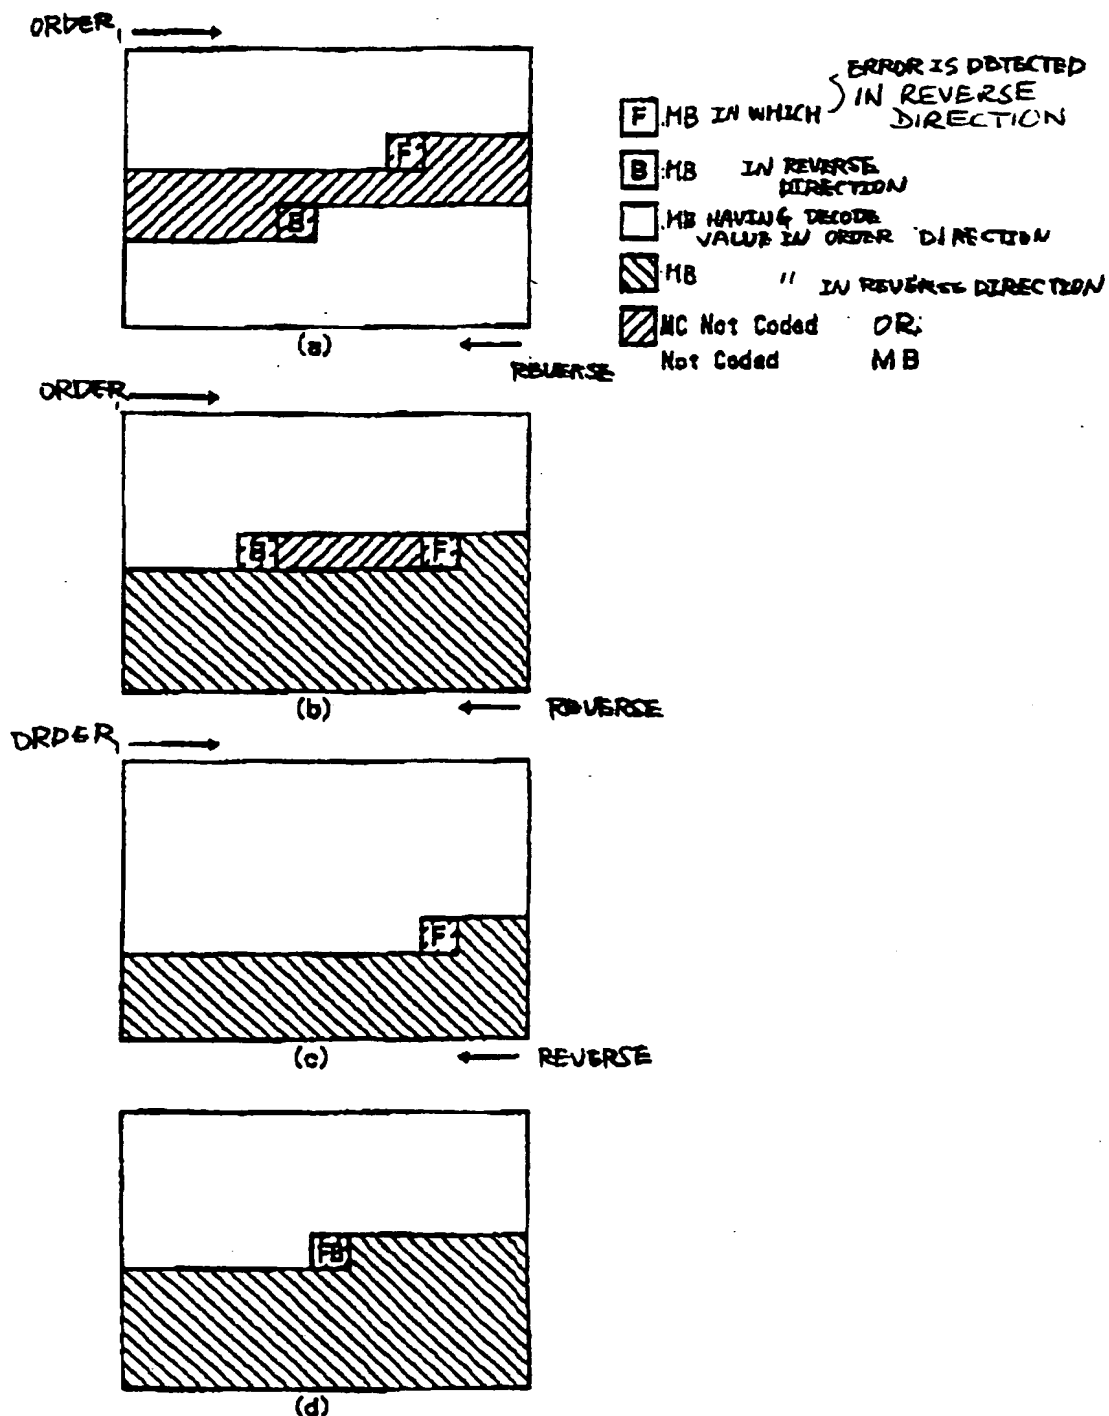 ORDER
F
B
(a)
REVERSE
ERROR IS DETECTED
F :MB IN WHICH IN REVERSE
DIRECTION
B :MB IN REVERSE
DIRECTION
:MB HAVING DECODE
VALUE IN ORDER DIRECTION
:MB " IN REVERSE DIRECTION
MC Not Coded OR
Not Coded MB
ORDER
B F
(b)
REVERSE
ORDER
F
(c)
REVERSE
FB
(d)